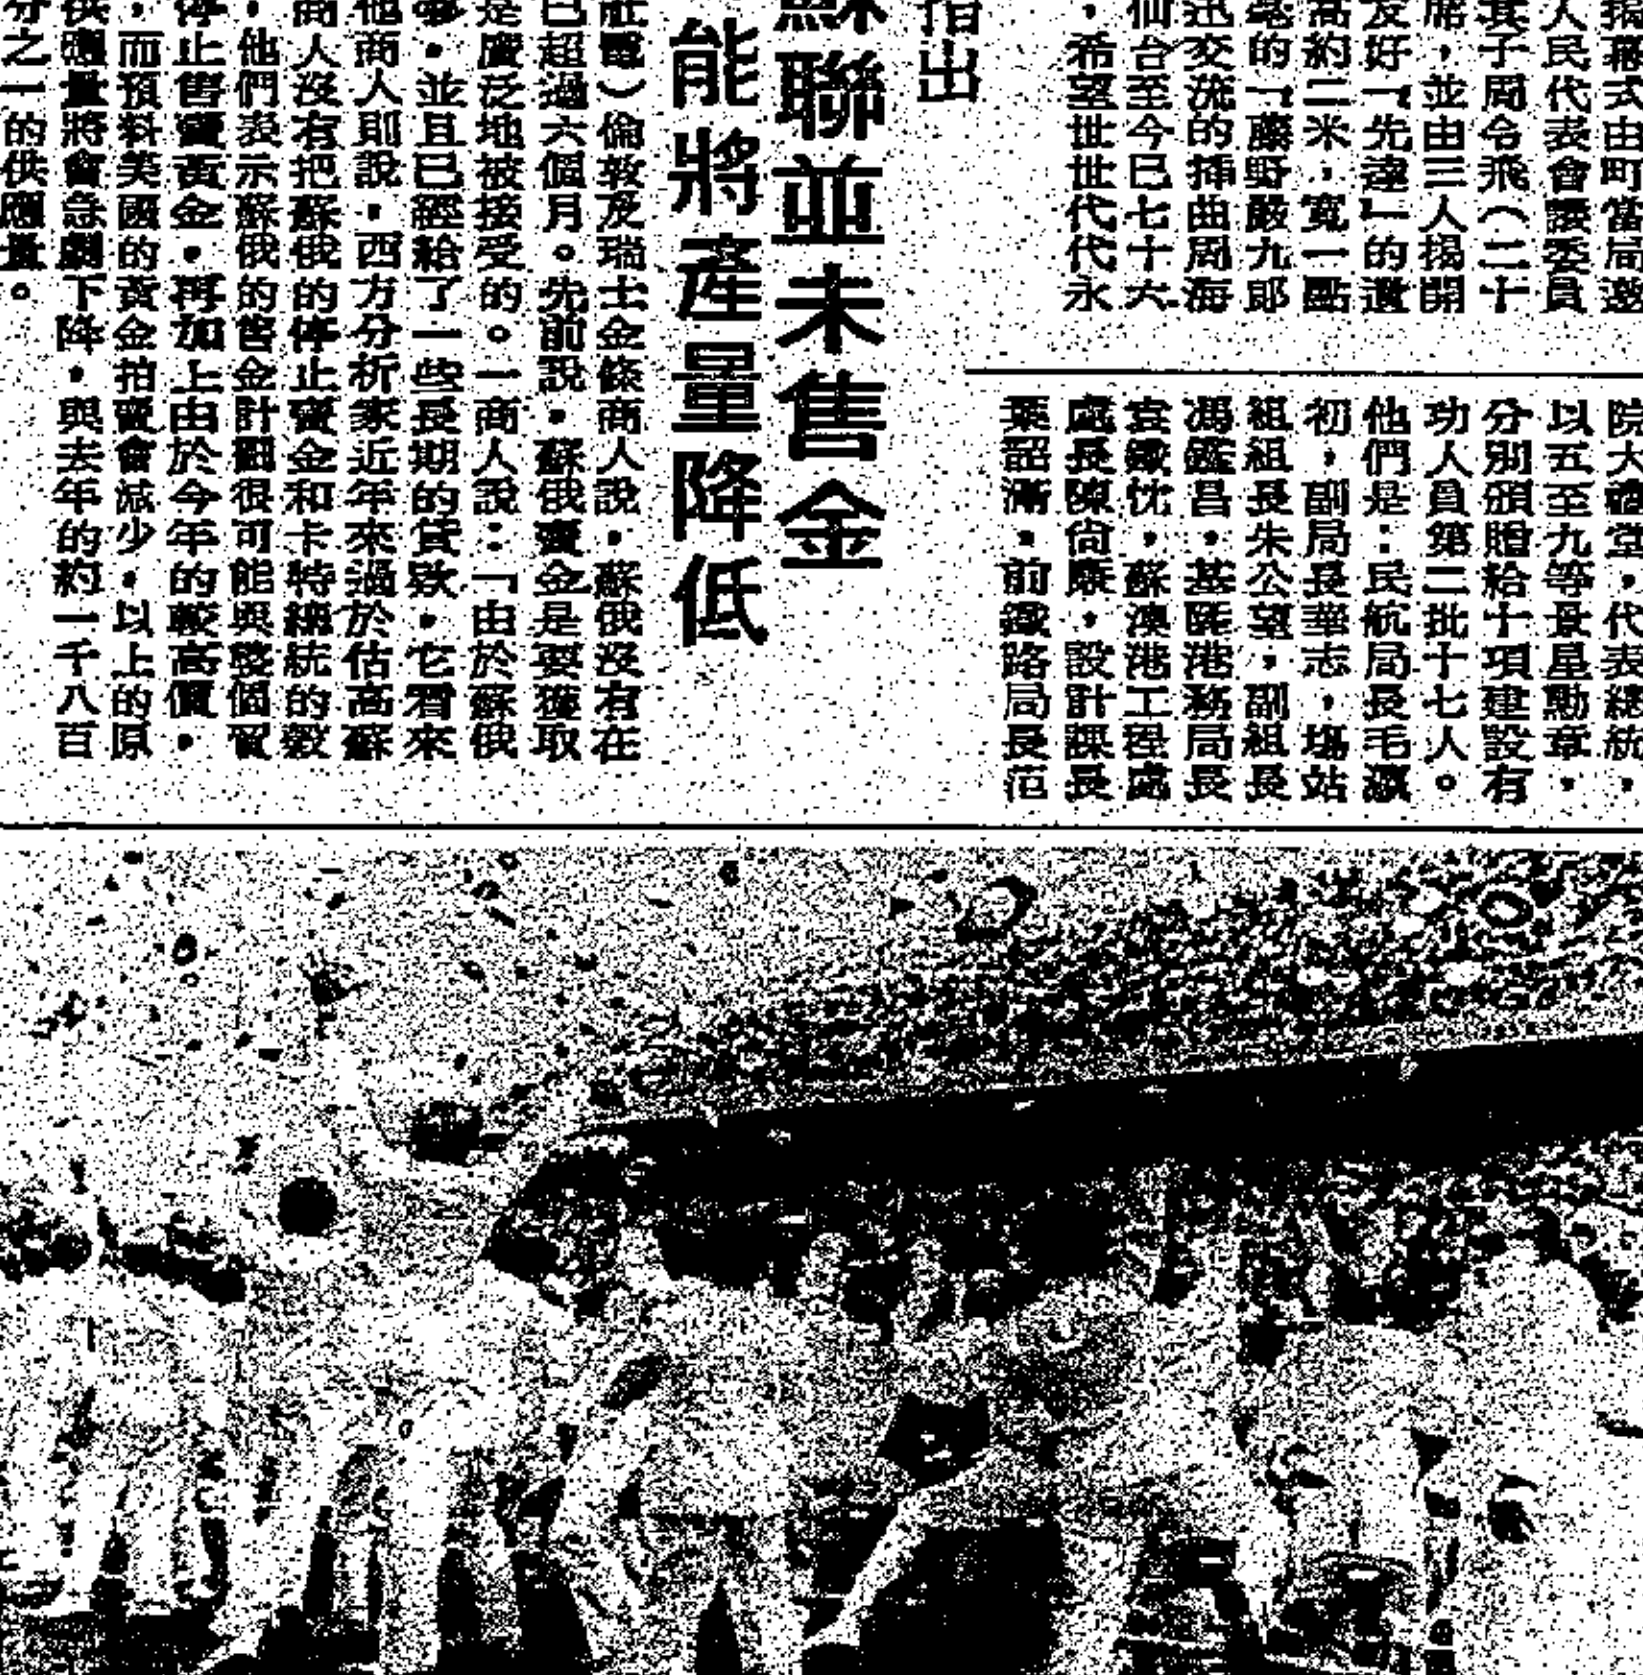 揭幕式由町當局邀
人民代表會議委員
其子周令飛（二十
席，並由三人揭開
友好「先達」的遺
高約二米，寬一點
毫的「藤野嚴九郎
迅交流的插曲周海
仙台至今已七十六
，希望世世代代永
院大禮堂，代表總統，
以五至九等景星勳章，
分別頒贈給十項建設有
功人員第二批十七人。
他們是：民航局長毛瀛
初，副局長華志，塲站
組組長朱公望，副組長
馮鑑昌，基隆港務局長
袁鐵忱，蘇澳港工程處
處長陳尚廉，設計課長
葉詔滿，前鐵路局長范
指出
蘇聯並未售金
能將產量降低
社電）倫敦及瑞士金條商人說，蘇俄沒有在
已超過六個月。先前說，蘇俄賣金是要獲取
是廣泛地被接受的。一商人說：「由於蘇俄
，並且已經給了一些長期的貸欵，它看來
他商人則說，西方分析家近年來過於估高蘇
商人沒有把蘇俄的停止賣金和卡特總統的穀
，他們表示蘇俄的售金計劃很可能與整個貿
停止售賣黃金，再加上由於今年的較高價，
，而預料美國的黃金拍賣會減少，以上的原
供應量將會急劇下降，與去年的約一千八百
分之一的供應量。